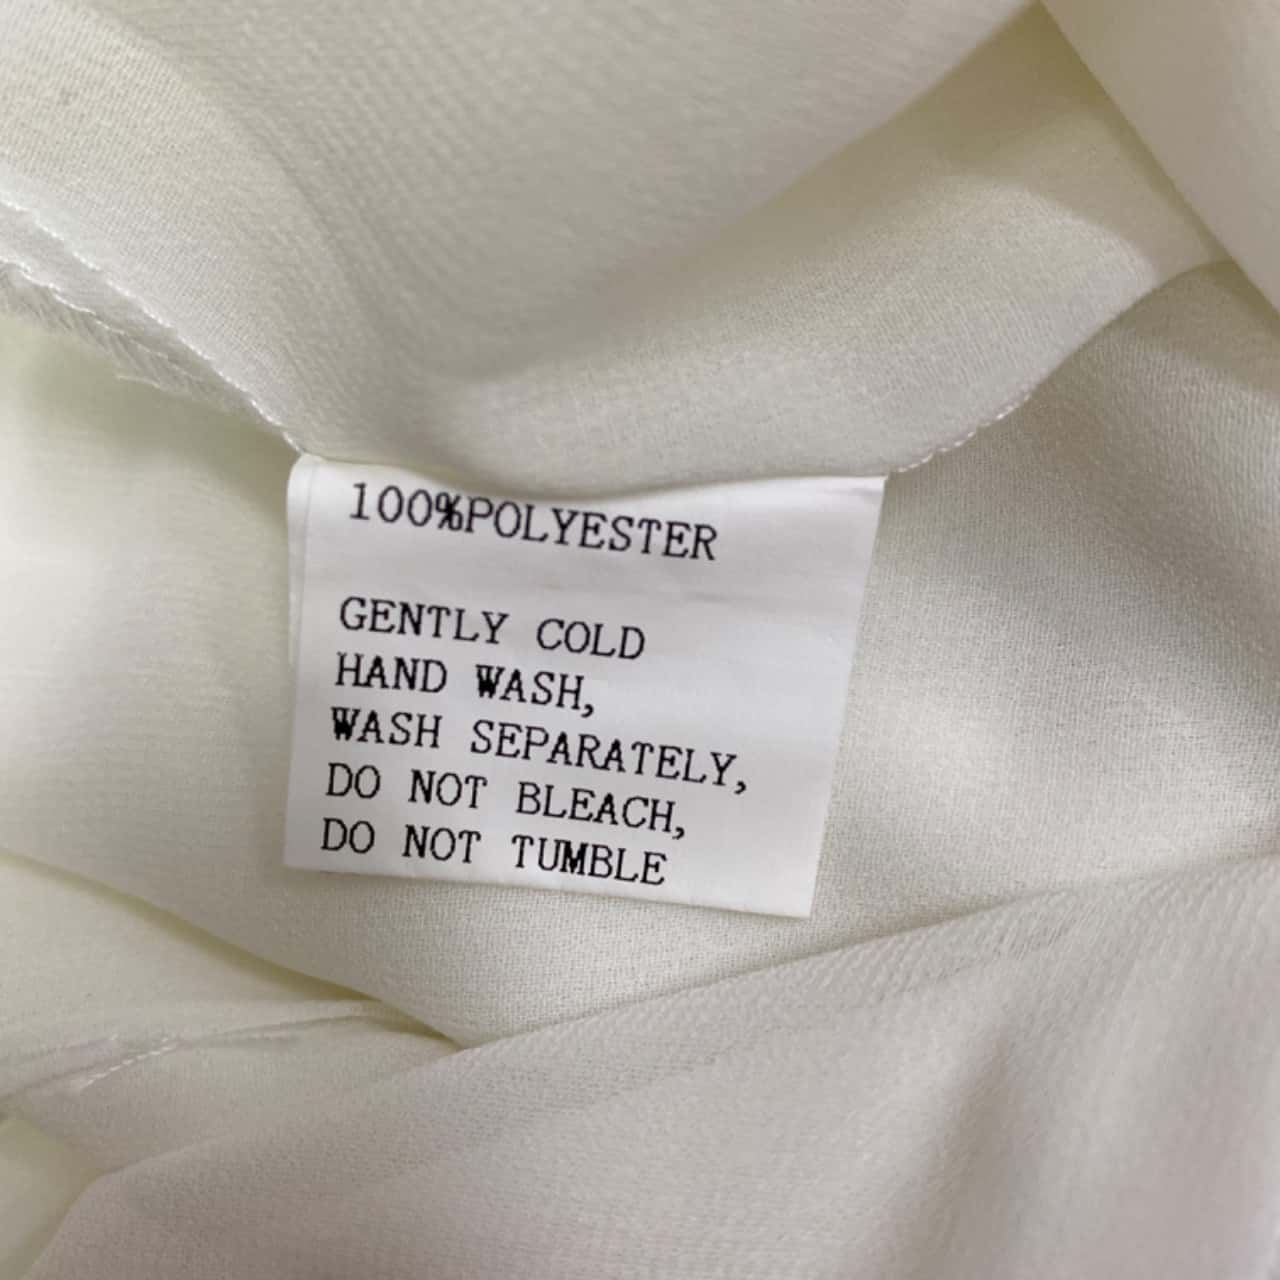 100%POLYESTER
GENTLY COLD
HAND WASH,
WASH SEPARATELY,
DO NOT BLEACH,
DO NOT TUMBLE